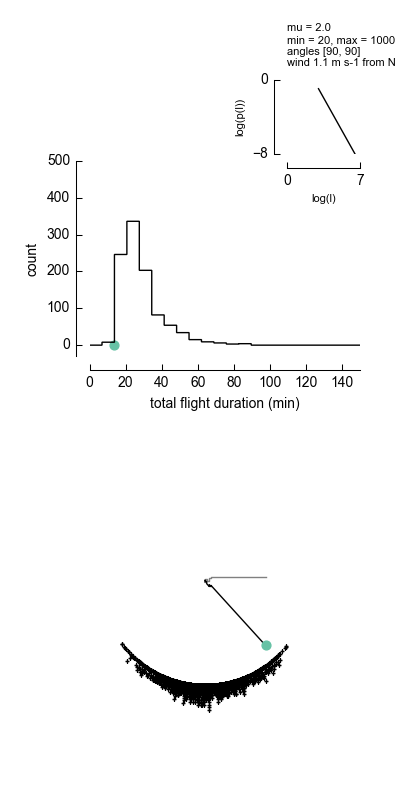 mu = 2.0
min = 20, max = 1000
angles [90, 90]
wind 1.1 m s-1 from N
0
−8
log(p(l))
0 7
log(l)
500
400
300
200
100
0
count
0 20 40 60 80 100 120 140
total flight duration (min)